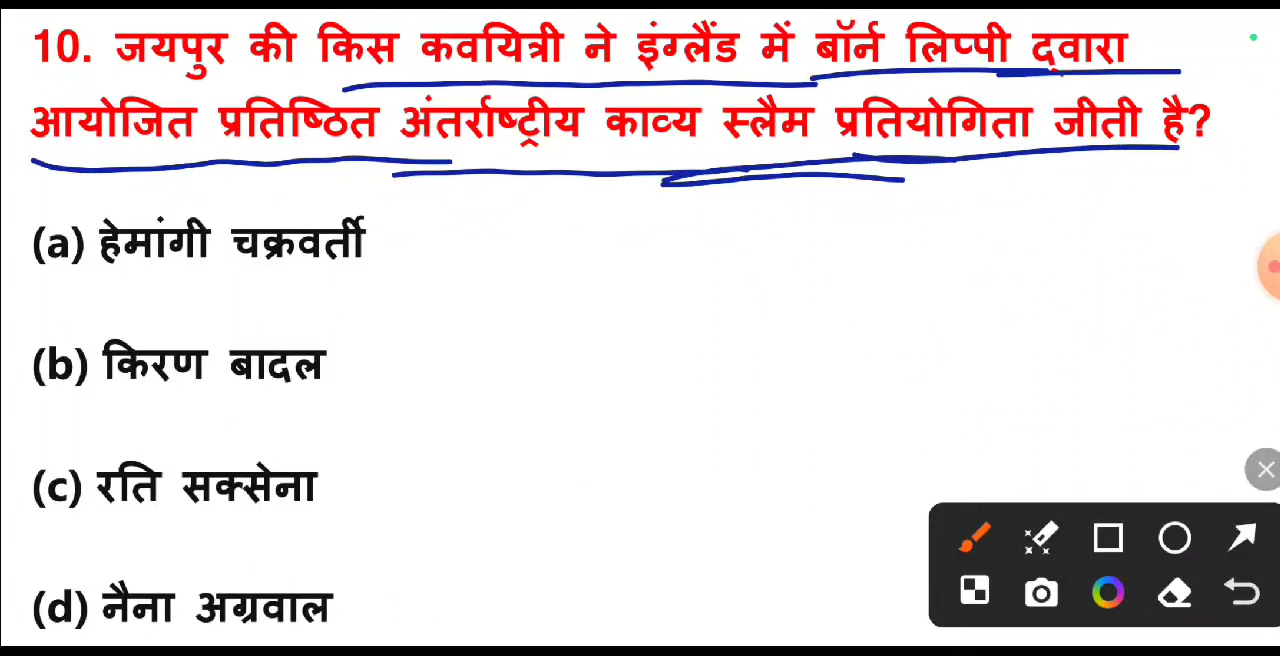 10. जयपुर की किस कवयित्री ने इंग्लैंड में बॉर्न लिप्पी द्वारा
आयोजित प्रतिष्ठित अंतर्राष्ट्रीय काव्य स्लैम प्रतियोगिता जीती है?
(a) हेमांगी चक्रवर्ती
(b) किरण बादल
(c) रति सक्सेना
(d) नैना अग्रवाल